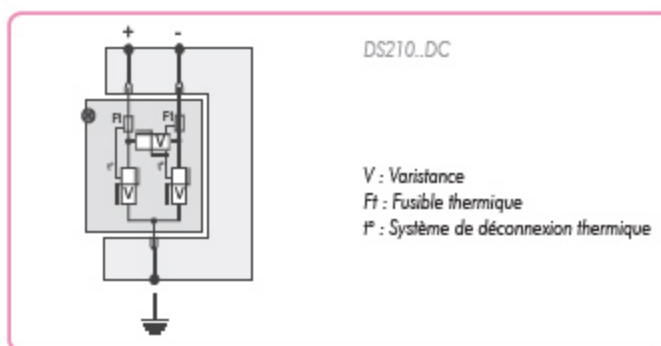 + -
DS210..DC
Ft Ft
V
t° t°
V V
V : Varistance
Ft : Fusible thermique
t° : Système de déconnexion thermique